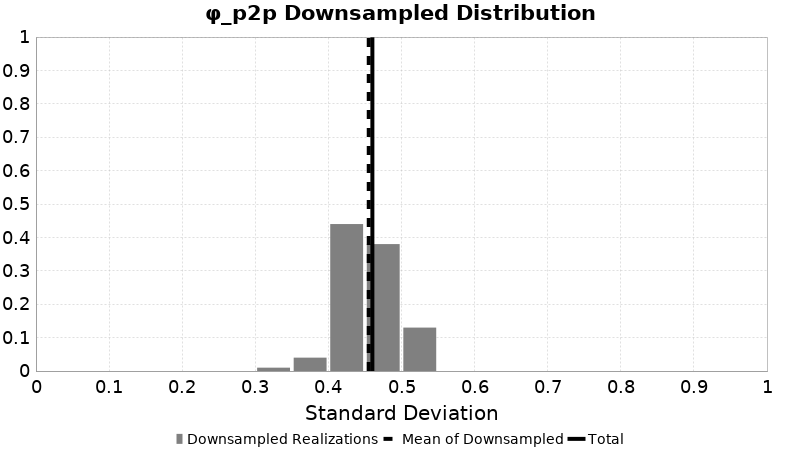 φ_p2p Downsampled Distribution
1
0.9
0.8
0.7
0.6
0.5
0.4
0.3
0.2
0.1
0
0 0.1 0.2 0.3 0.4 0.5 0.6 0.7 0.8 0.9 1
Standard Deviation
Downsampled Realizations Mean of Downsampled Total